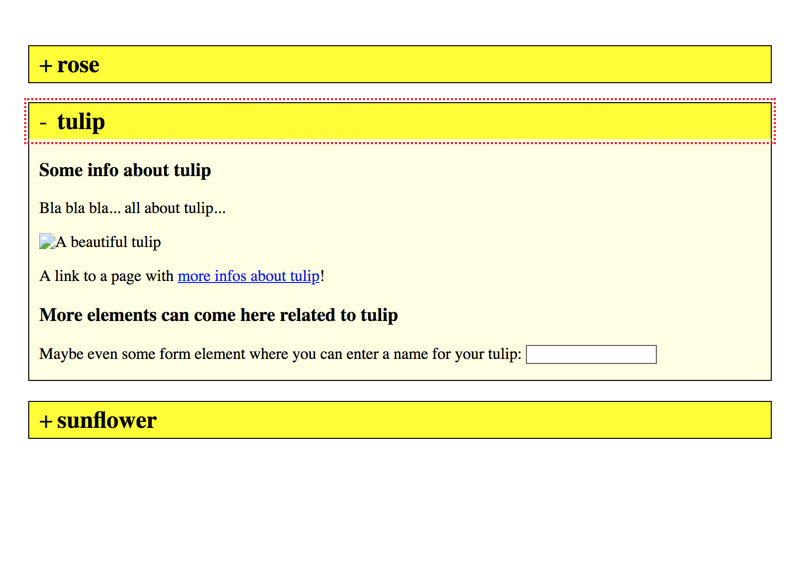 + rose
- tulip
Some info about tulip
Bla bla bla... all about tulip...
A beautiful tulip
A link to a page with more infos about tulip!
More elements can come here related to tulip
Maybe even some form element where you can enter a name for your tulip:
+ sunflower